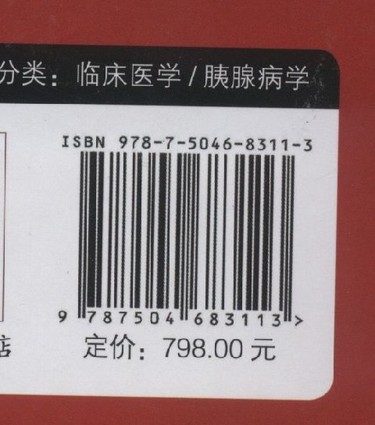 分类：临床医学 / 胰腺病学
ISBN 978-7-5046-8311-3
9 787504 683113 >
店
定价：798.00 元